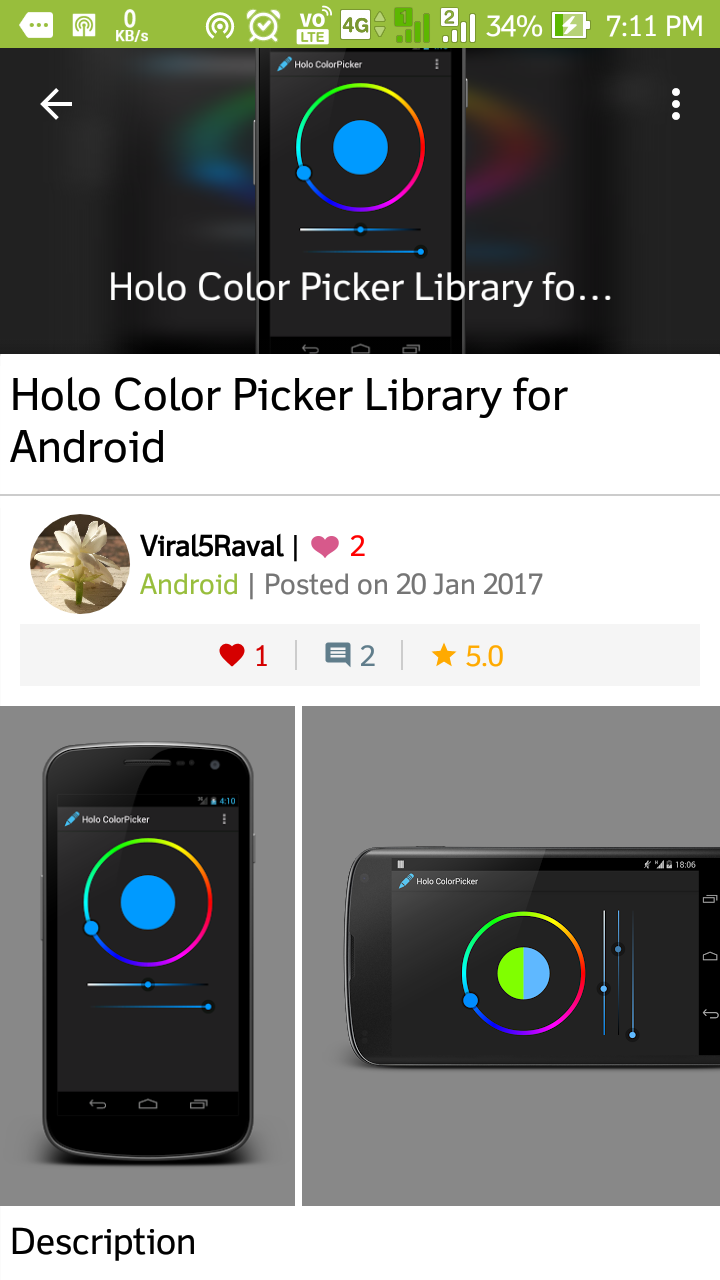 0
KB/s
VO
LTE
4G
1
2
34%
7:11 PM
Holo ColorPicker
Holo Color Picker Library fo...
Holo Color Picker Library for
Android
Viral5Raval | 2
Android | Posted on 20 Jan 2017
1 | 2 | 5.0
4:10
Holo ColorPicker
18:06
Holo ColorPicker
Description